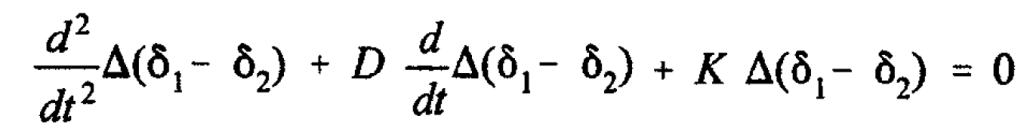 d²/dt² Δ(δ₁ - δ₂) + D d/dt Δ(δ₁ - δ₂) + K Δ(δ₁ - δ₂) = 0